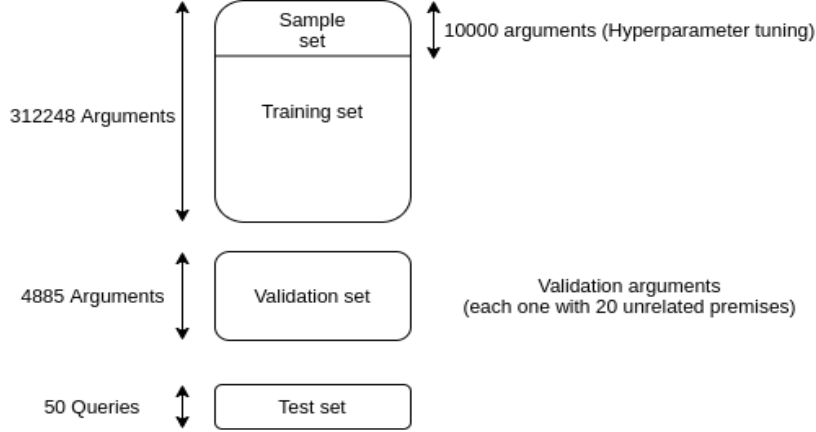 Sample
set
10000 arguments (Hyperparameter tuning)
312248 Arguments
Training set
4885 Arguments
Validation set
Validation arguments
(each one with 20 unrelated premises)
50 Queries
Test set